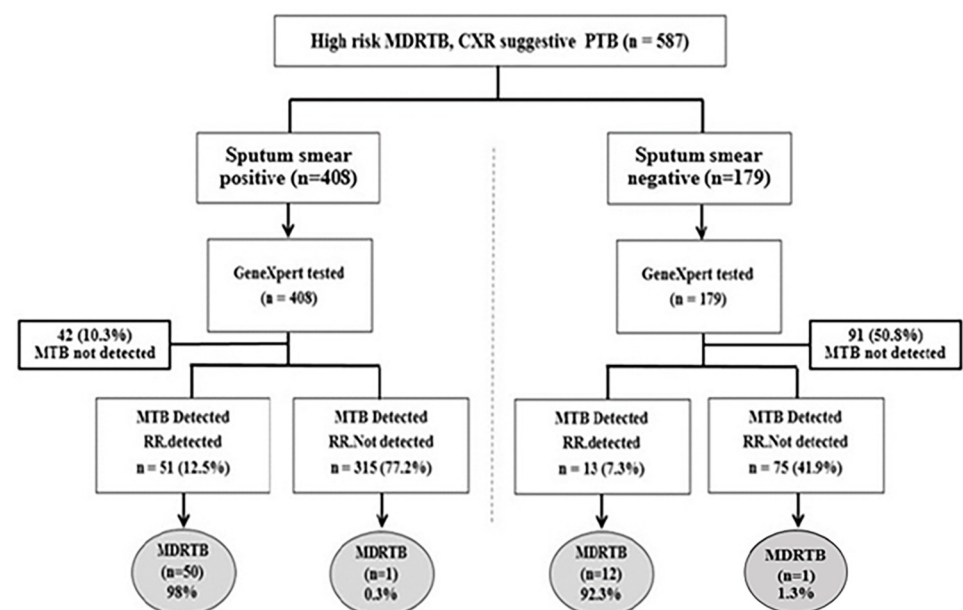 High risk MDRTB, CXR suggestive PTB (n = 587)
Sputum smear
positive (n=408)
Sputum smear
negative (n=179)
GeneXpert tested
(n = 408)
GeneXpert tested
(n = 179)
42 (10.3%)
MTB not detected
91 (50.8%)
MTB not detected
MTB Detected
RR.detected
n = 51 (12.5%)
MTB Detected
RR.Not detected
n = 315 (77.2%)
MTB Detected
RR.detected
n = 13 (7.3%)
MTB Detected
RR.Not detected
n = 75 (41.9%)
MDRTB
(n=50)
98%
MDRTB
(n=1)
0.3%
MDRTB
(n=12)
92.3%
MDRTB
(n=1)
1.3%